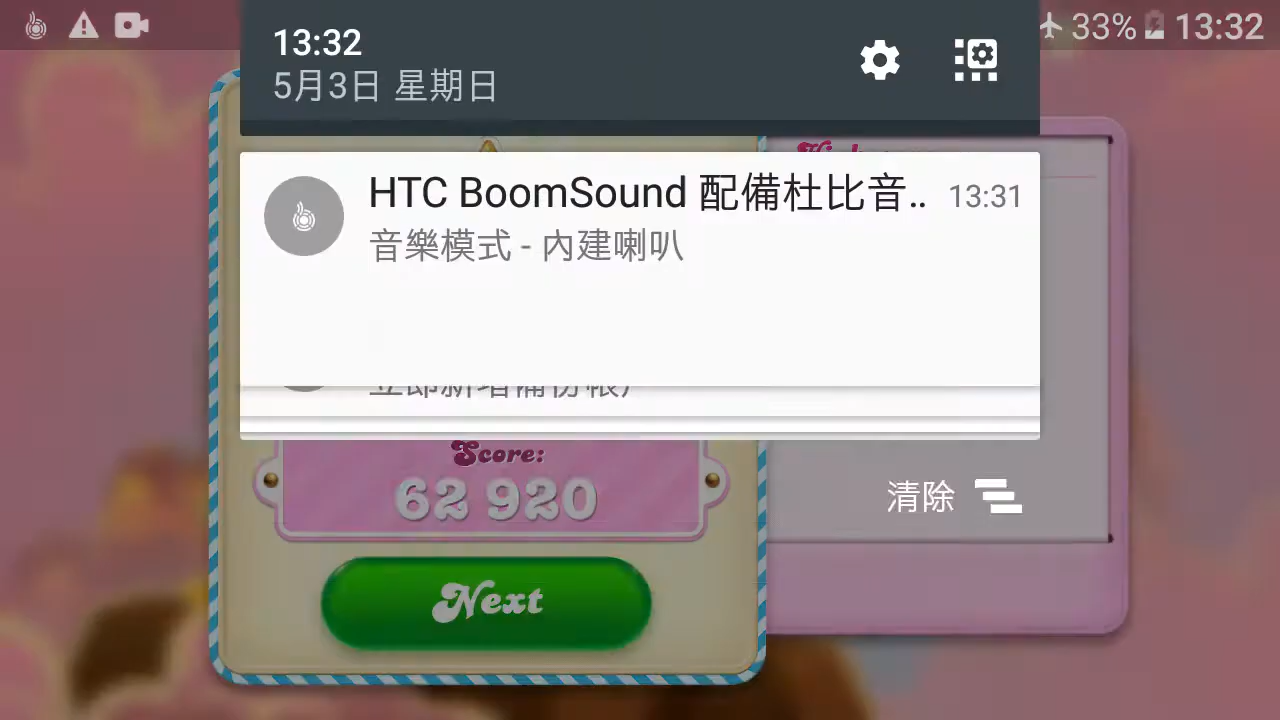 33% 13:32
13:32
5月3日 星期日
HTC BoomSound 配備杜比音.. 13:31
音樂模式 - 內建喇叭
立即新增備份帳戶
Score:
62 920
清除
Next